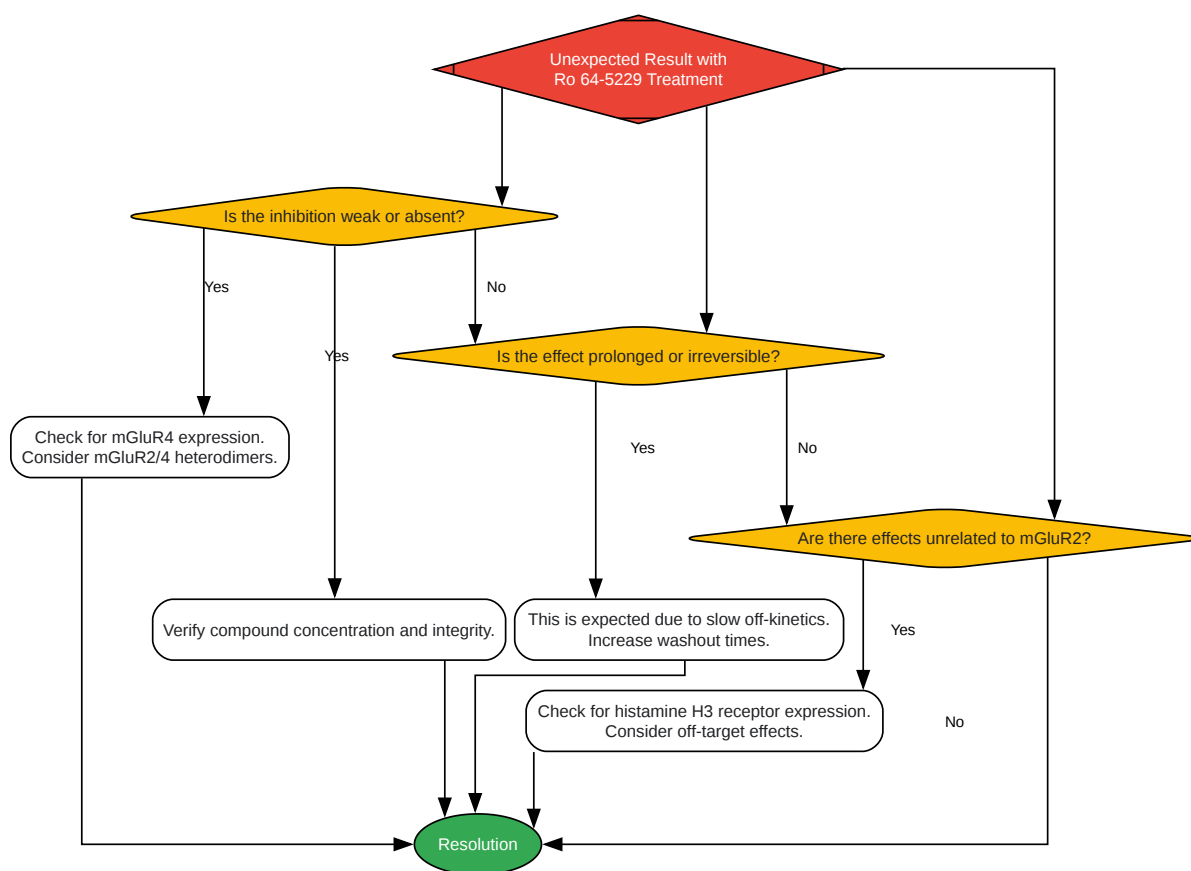 Unexpected Result with
Ro 64-5229 Treatment
Is the inhibition weak or absent?
Yes
No
Yes
Is the effect prolonged or irreversible?
Check for mGluR4 expression.
Consider mGluR2/4 heterodimers.
Yes
No
Are there effects unrelated to mGluR2?
Verify compound concentration and integrity.
This is expected due to slow off-kinetics.
Increase washout times.
Yes
Check for histamine H3 receptor expression.
Consider off-target effects.
No
Resolution